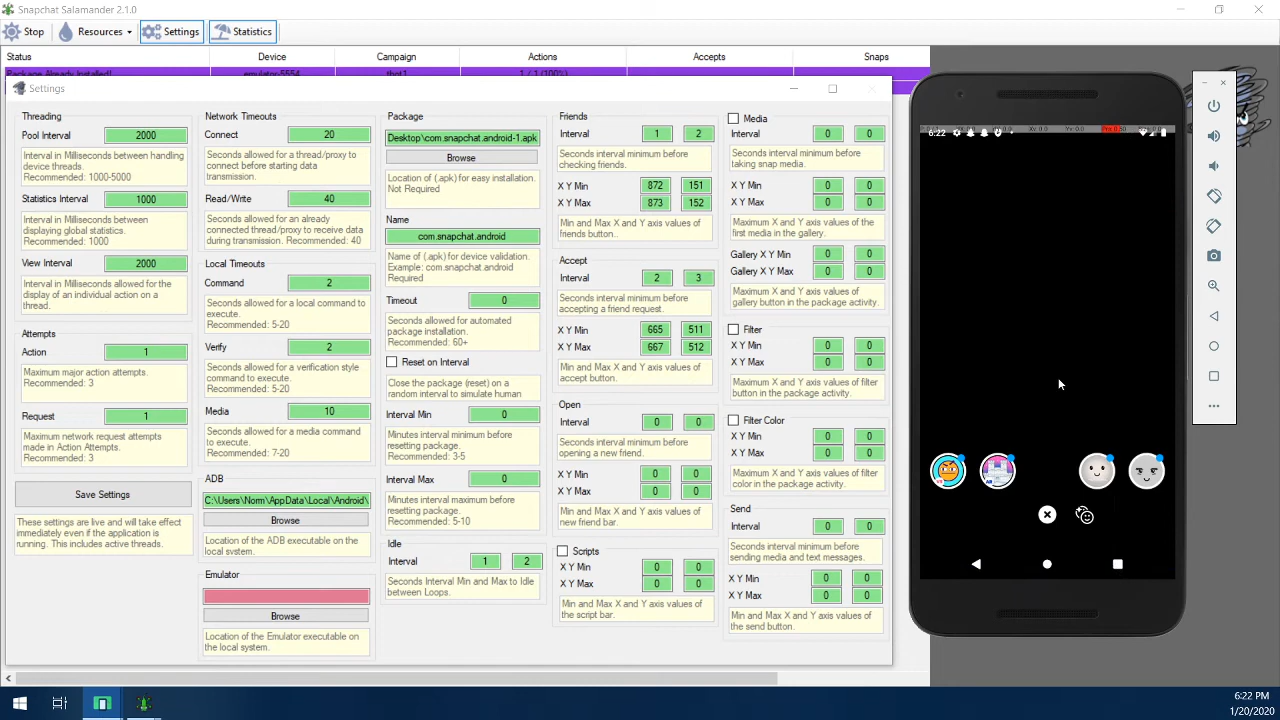 Snapchat Salamander 2.1.0
Stop
Resources
Settings
Statistics
Status
Device
Campaign
Actions
Accepts
Snaps
Package Already Installed!
emulator-5554
thot1
1 / 1 (100%)
Settings
Threading
Pool Interval
2000
Interval in Milliseconds between handling
device threads.
Recommended: 1000-5000
Statistics Interval
1000
Interval in Milliseconds between
displaying global statistics.
Recommended: 1000
View Interval
2000
Interval in Milliseconds allowed for the
display of an individual action on a
thread.
Attempts
Action
1
Maximum major action attempts.
Recommended: 3
Request
1
Maximum network request attempts
made in Action Attempts.
Recommended: 3
Save Settings
These settings are live and will take effect
immediately even if the application is
running. This includes active threads.
Network Timeouts
Connect
20
Seconds allowed for a thread/proxy to
connect before starting data
transmission.
Read/Write
40
Seconds allowed for an already
connected thread/proxy to receive data
during transmission. Recommended: 40
Local Timeouts
Command
2
Seconds allowed for a local command to
execute.
Recommended: 5-20
Verify
2
Seconds allowed for a verification style
command to execute.
Recommended: 5-20
Media
10
Seconds allowed for a media command
to execute.
Recommended: 7-20
ADB
C:\Users\Norm\AppData\Local\Android\
Browse
Location of the ADB executable on the
local system.
Emulator
Browse
Location of the Emulator executable on
the local system.
Package
Desktop\com.snapchat.android-1.apk
Browse
Location of (.apk) for easy installation.
Not Required
Name
com.snapchat.android
Name of (.apk) for device validation.
Example: com.snapchat.android
Required
Timeout
0
Seconds allowed for automated
package installation.
Recommended: 60+
Reset on Interval
Close the package (reset) on a
random interval to simulate human
Interval Min
0
Minutes interval minimum before
resetting package.
Recommended: 3-5
Interval Max
0
Minutes interval maximum before
resetting package.
Recommended: 5-10
Idle
Interval
1
2
Seconds Interval Min and Max to Idle
between Loops.
Friends
Interval
1
2
Seconds interval minimum before
checking friends.
X Y Min
872
151
X Y Max
873
152
Min and Max X and Y axis values of
friends button..
Accept
Interval
2
3
Seconds interval minimum before
accepting a friend request.
X Y Min
665
511
X Y Max
667
512
Min and Max X and Y axis values of
accept button.
Open
Interval
0
0
Seconds interval minimum before
opening a new friend.
X Y Min
0
0
X Y Max
0
0
Min and Max X and Y axis values of
new friend bar.
Scripts
X Y Min
0
0
X Y Max
0
0
Min and Max X and Y axis values of
the script bar.
Media
Interval
0
0
Seconds interval minimum before
taking snap media.
X Y Min
0
0
X Y Max
0
0
Maximum X and Y axis values of the
first media in the gallery.
Gallery X Y Min
0
0
Gallery X Y Max
0
0
Maximum X and Y axis values of
gallery button in the package activity.
Filter
X Y Min
0
0
X Y Max
0
0
Maximum X and Y axis values of filter
button in the package activity.
Filter Color
X Y Min
0
0
X Y Max
0
0
Maximum X and Y axis values of filter
color in the package activity.
Send
Interval
0
0
Seconds interval minimum before
sending media and text messages.
X Y Min
0
0
X Y Max
0
0
Min and Max X and Y axis values of
the send button.
6:22
6:22 PM
1/20/2020